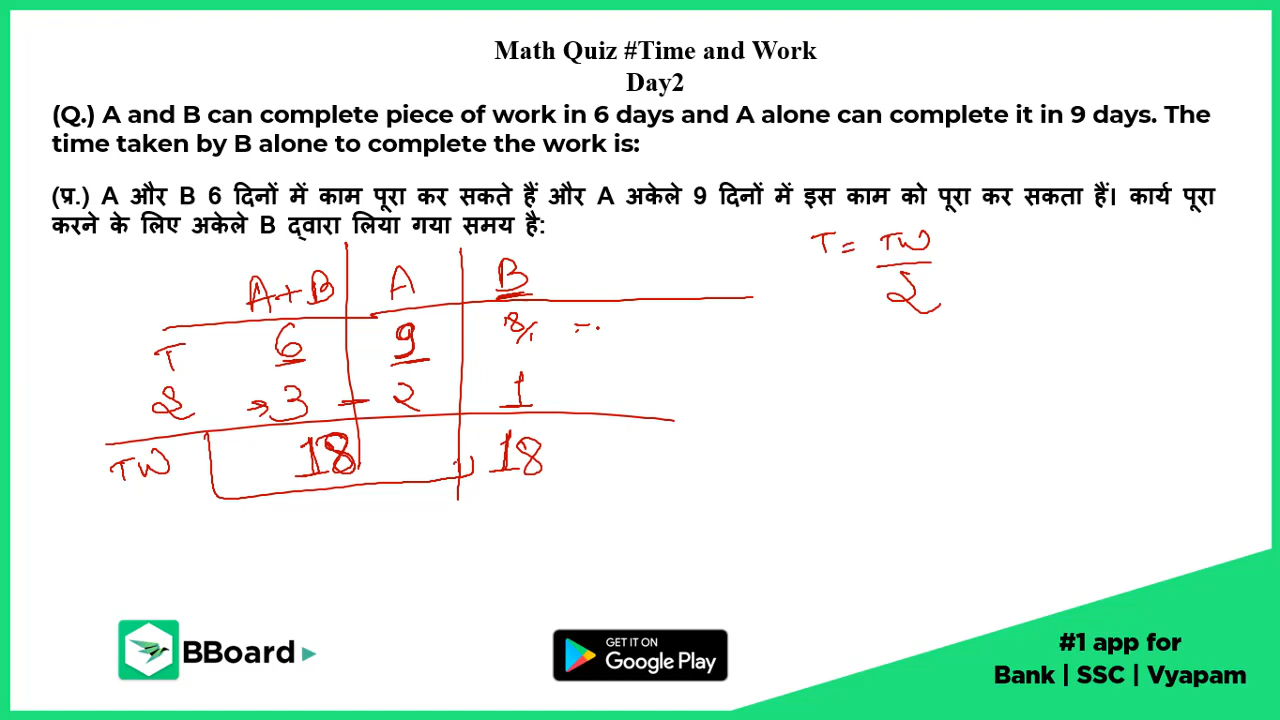 Math Quiz #Time and Work
Day2
(Q.) A and B can complete piece of work in 6 days and A alone can complete it in 9 days. The
time taken by B alone to complete the work is:
(प्र.) A और B 6 दिनों में काम पूरा कर सकते हैं और A अकेले 9 दिनों में इस काम को पूरा कर सकता हैं। कार्य पूरा
करने के लिए अकेले B द्वारा लिया गया समय है:
T = TW
A+B A B
T 6 9 18/1 =
3 - 2 1
TW 18 18
BBoard
GET IT ON
Google Play
#1 app for
Bank | SSC | Vyapam